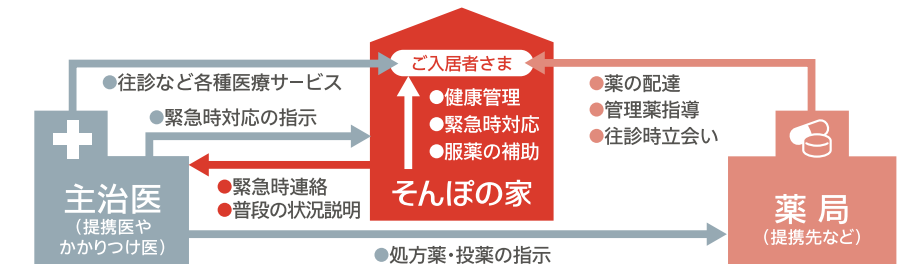 ご入居者さま
●往診など各種医療サービス
●緊急時対応の指示
●健康管理
●緊急時対応
●服薬の補助
そんぽの家
●薬の配達
●管理薬指導
●往診時立会い
主治医
（提携医や
かかりつけ医）
●緊急時連絡
●普段の状況説明
薬局
（提携先など）
●処方薬・投薬の指示